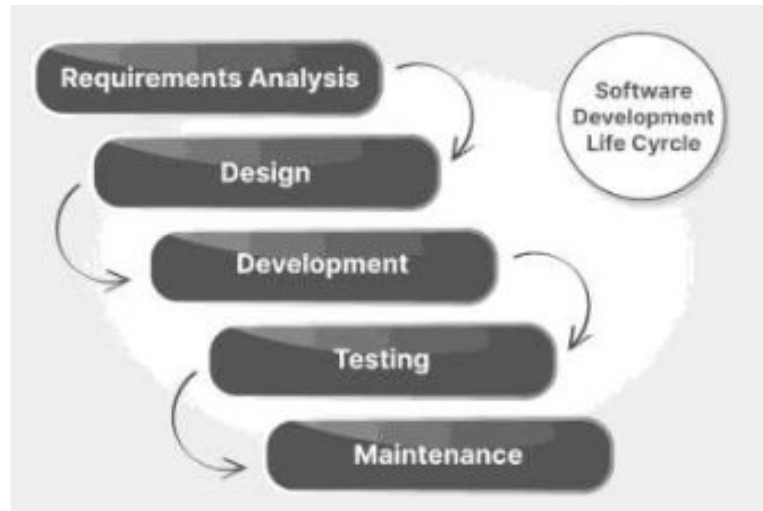 Requirements Analysis
Software
Development
Life Cyrcle
Design
Development
Testing
Maintenance